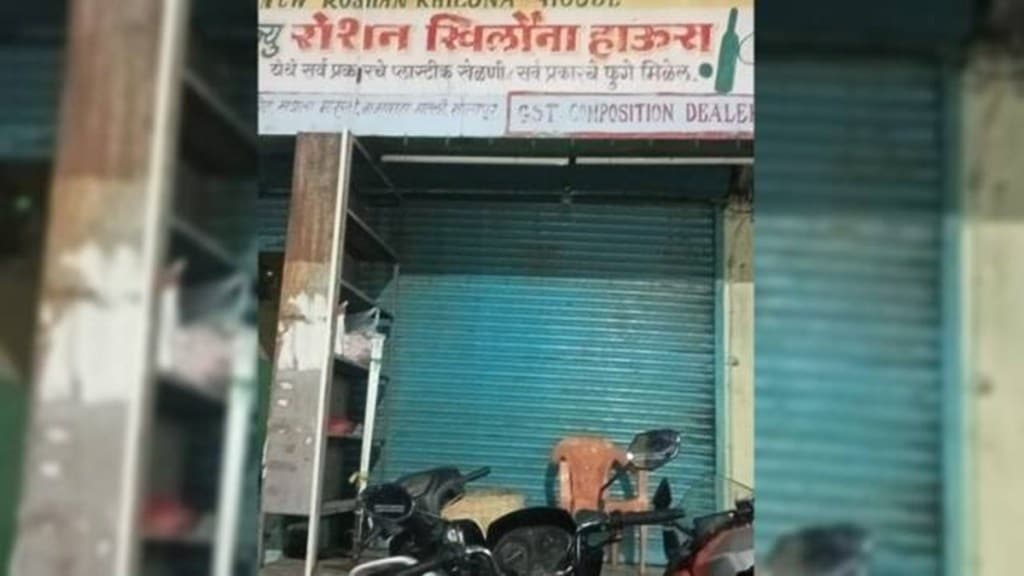 NEW ROSHAN KHILONA HOUSE
न्यु रोशन खिलौंना हाऊस
येथे सर्व प्रकारचे प्लास्टीक खेळणी सर्व प्रकारचे फुगे मिळेल.
सोलापुर
GST COMPOSITION DEALER